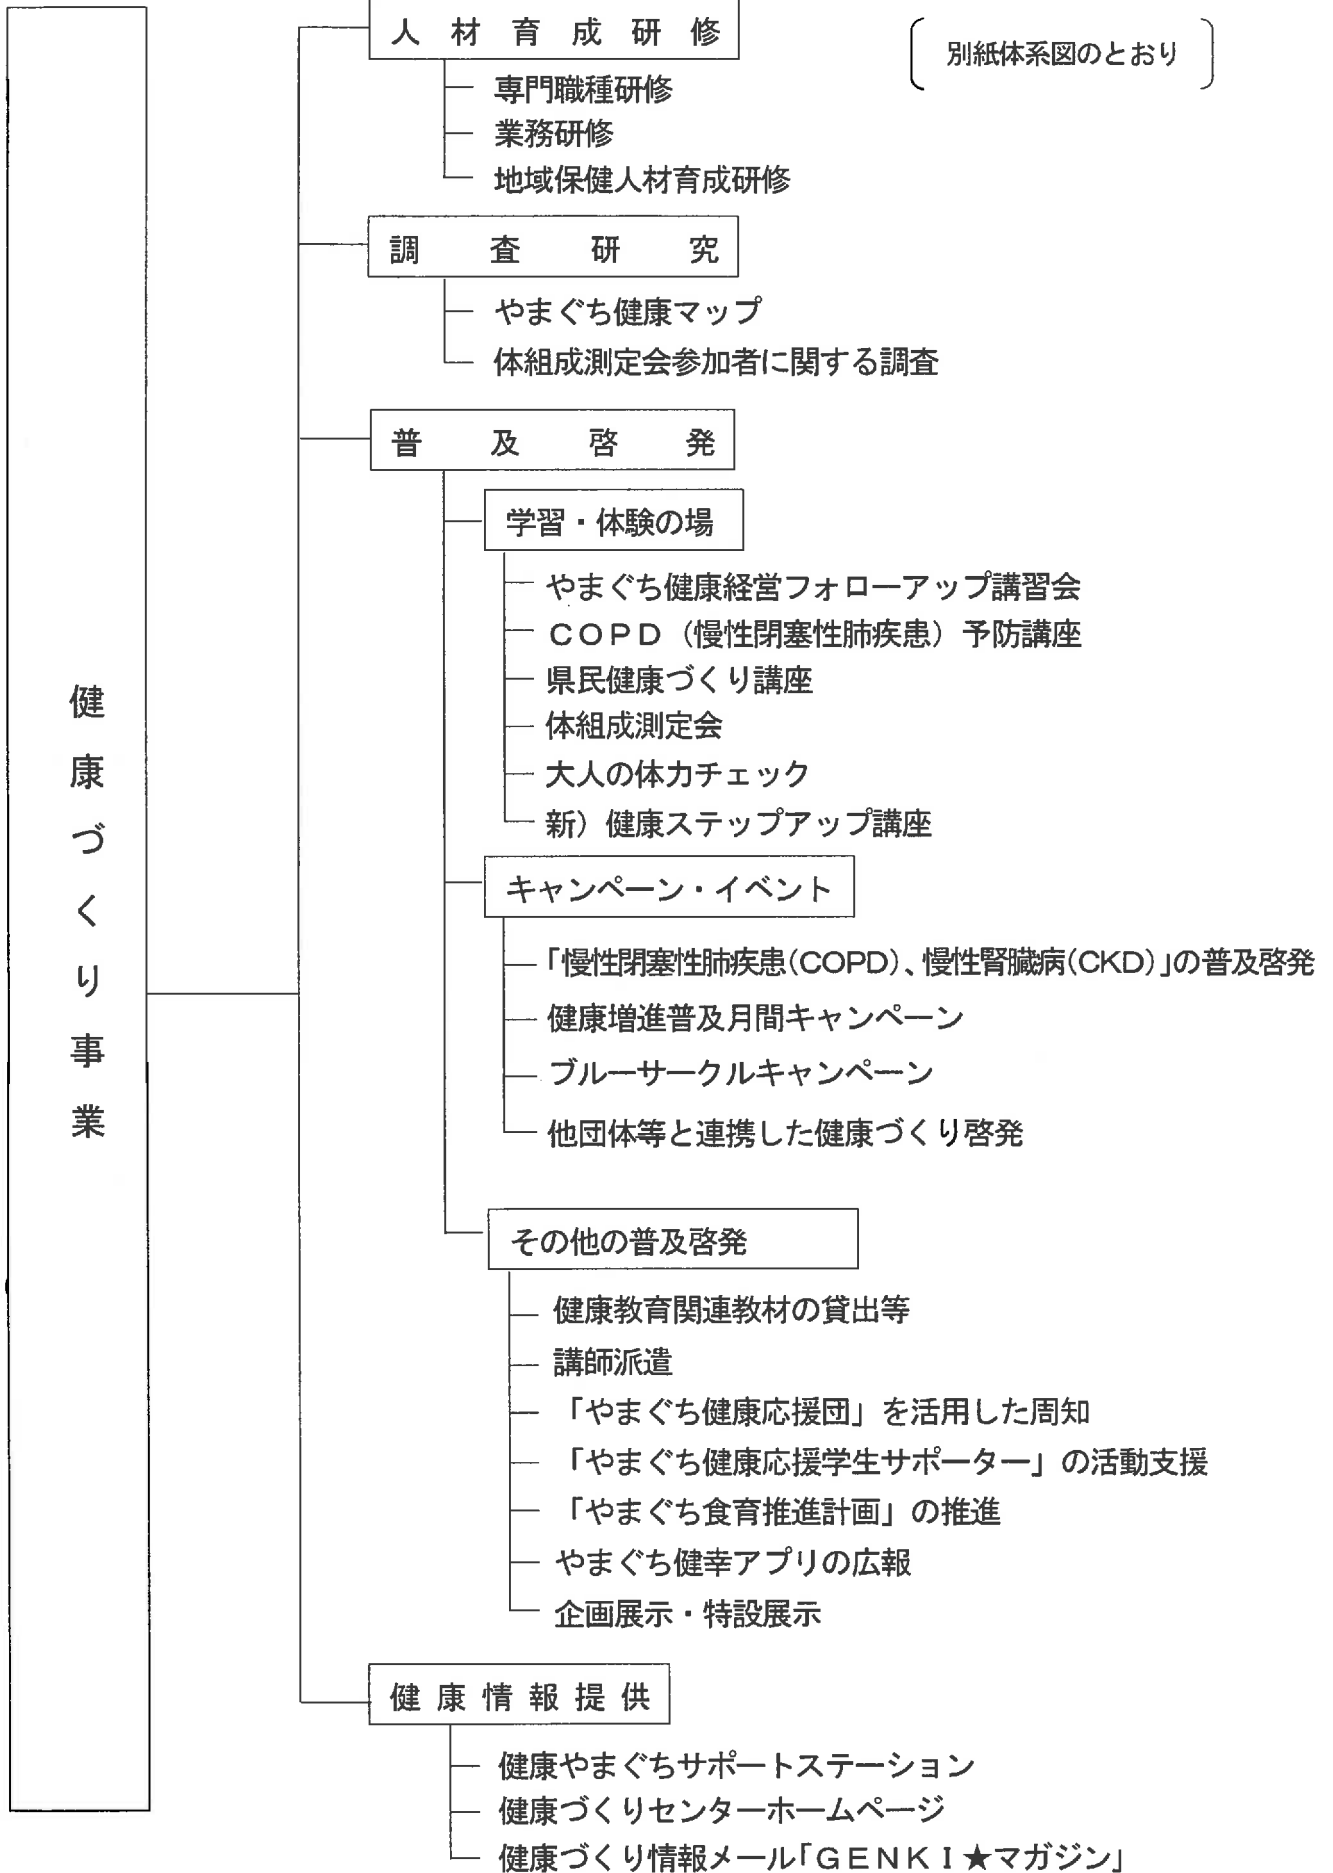 健康づくり事業
人材育成研修
別紙体系図のとおり
専門職種研修
業務研修
地域保健人材育成研修
調査研究
やまぐち健康マップ
体組成測定会参加者に関する調査
普及啓発
学習・体験の場
やまぐち健康経営フォローアップ講習会
COPD（慢性閉塞性肺疾患）予防講座
県民健康づくり講座
体組成測定会
大人の体力チェック
新）健康ステップアップ講座
キャンペーン・イベント
「慢性閉塞性肺疾患(COPD)、慢性腎臓病(CKD)」の普及啓発
健康増進普及月間キャンペーン
ブルーサークルキャンペーン
他団体等と連携した健康づくり啓発
その他の普及啓発
健康教育関連教材の貸出等
講師派遣
「やまぐち健康応援団」を活用した周知
「やまぐち健康応援学生サポーター」の活動支援
「やまぐち食育推進計画」の推進
やまぐち健幸アプリの広報
企画展示・特設展示
健康情報提供
健康やまぐちサポートステーション
健康づくりセンターホームページ
健康づくり情報メール「GENKI★マガジン」